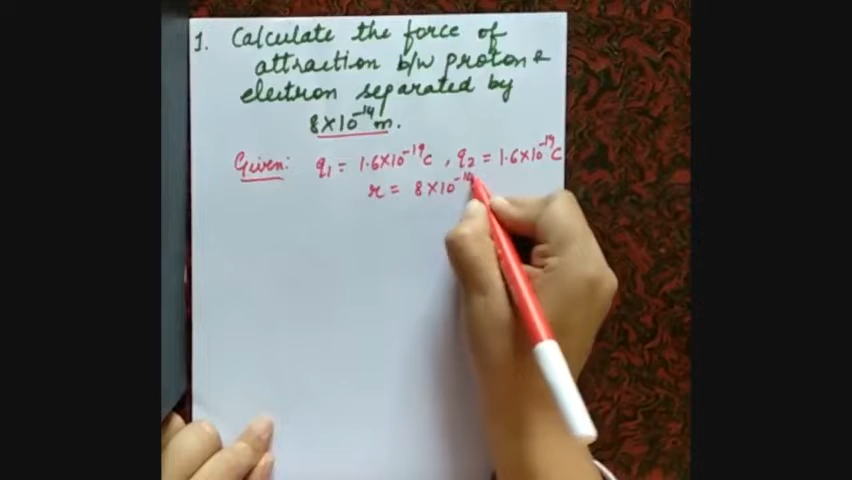 1. Calculate the force of
attraction b/w proton &
electron separated by
8×10⁻¹⁴m.
Given: q₁ = 1.6×10⁻¹⁹C , q₂ = 1.6×10⁻¹⁹C
r = 8×10⁻¹⁴